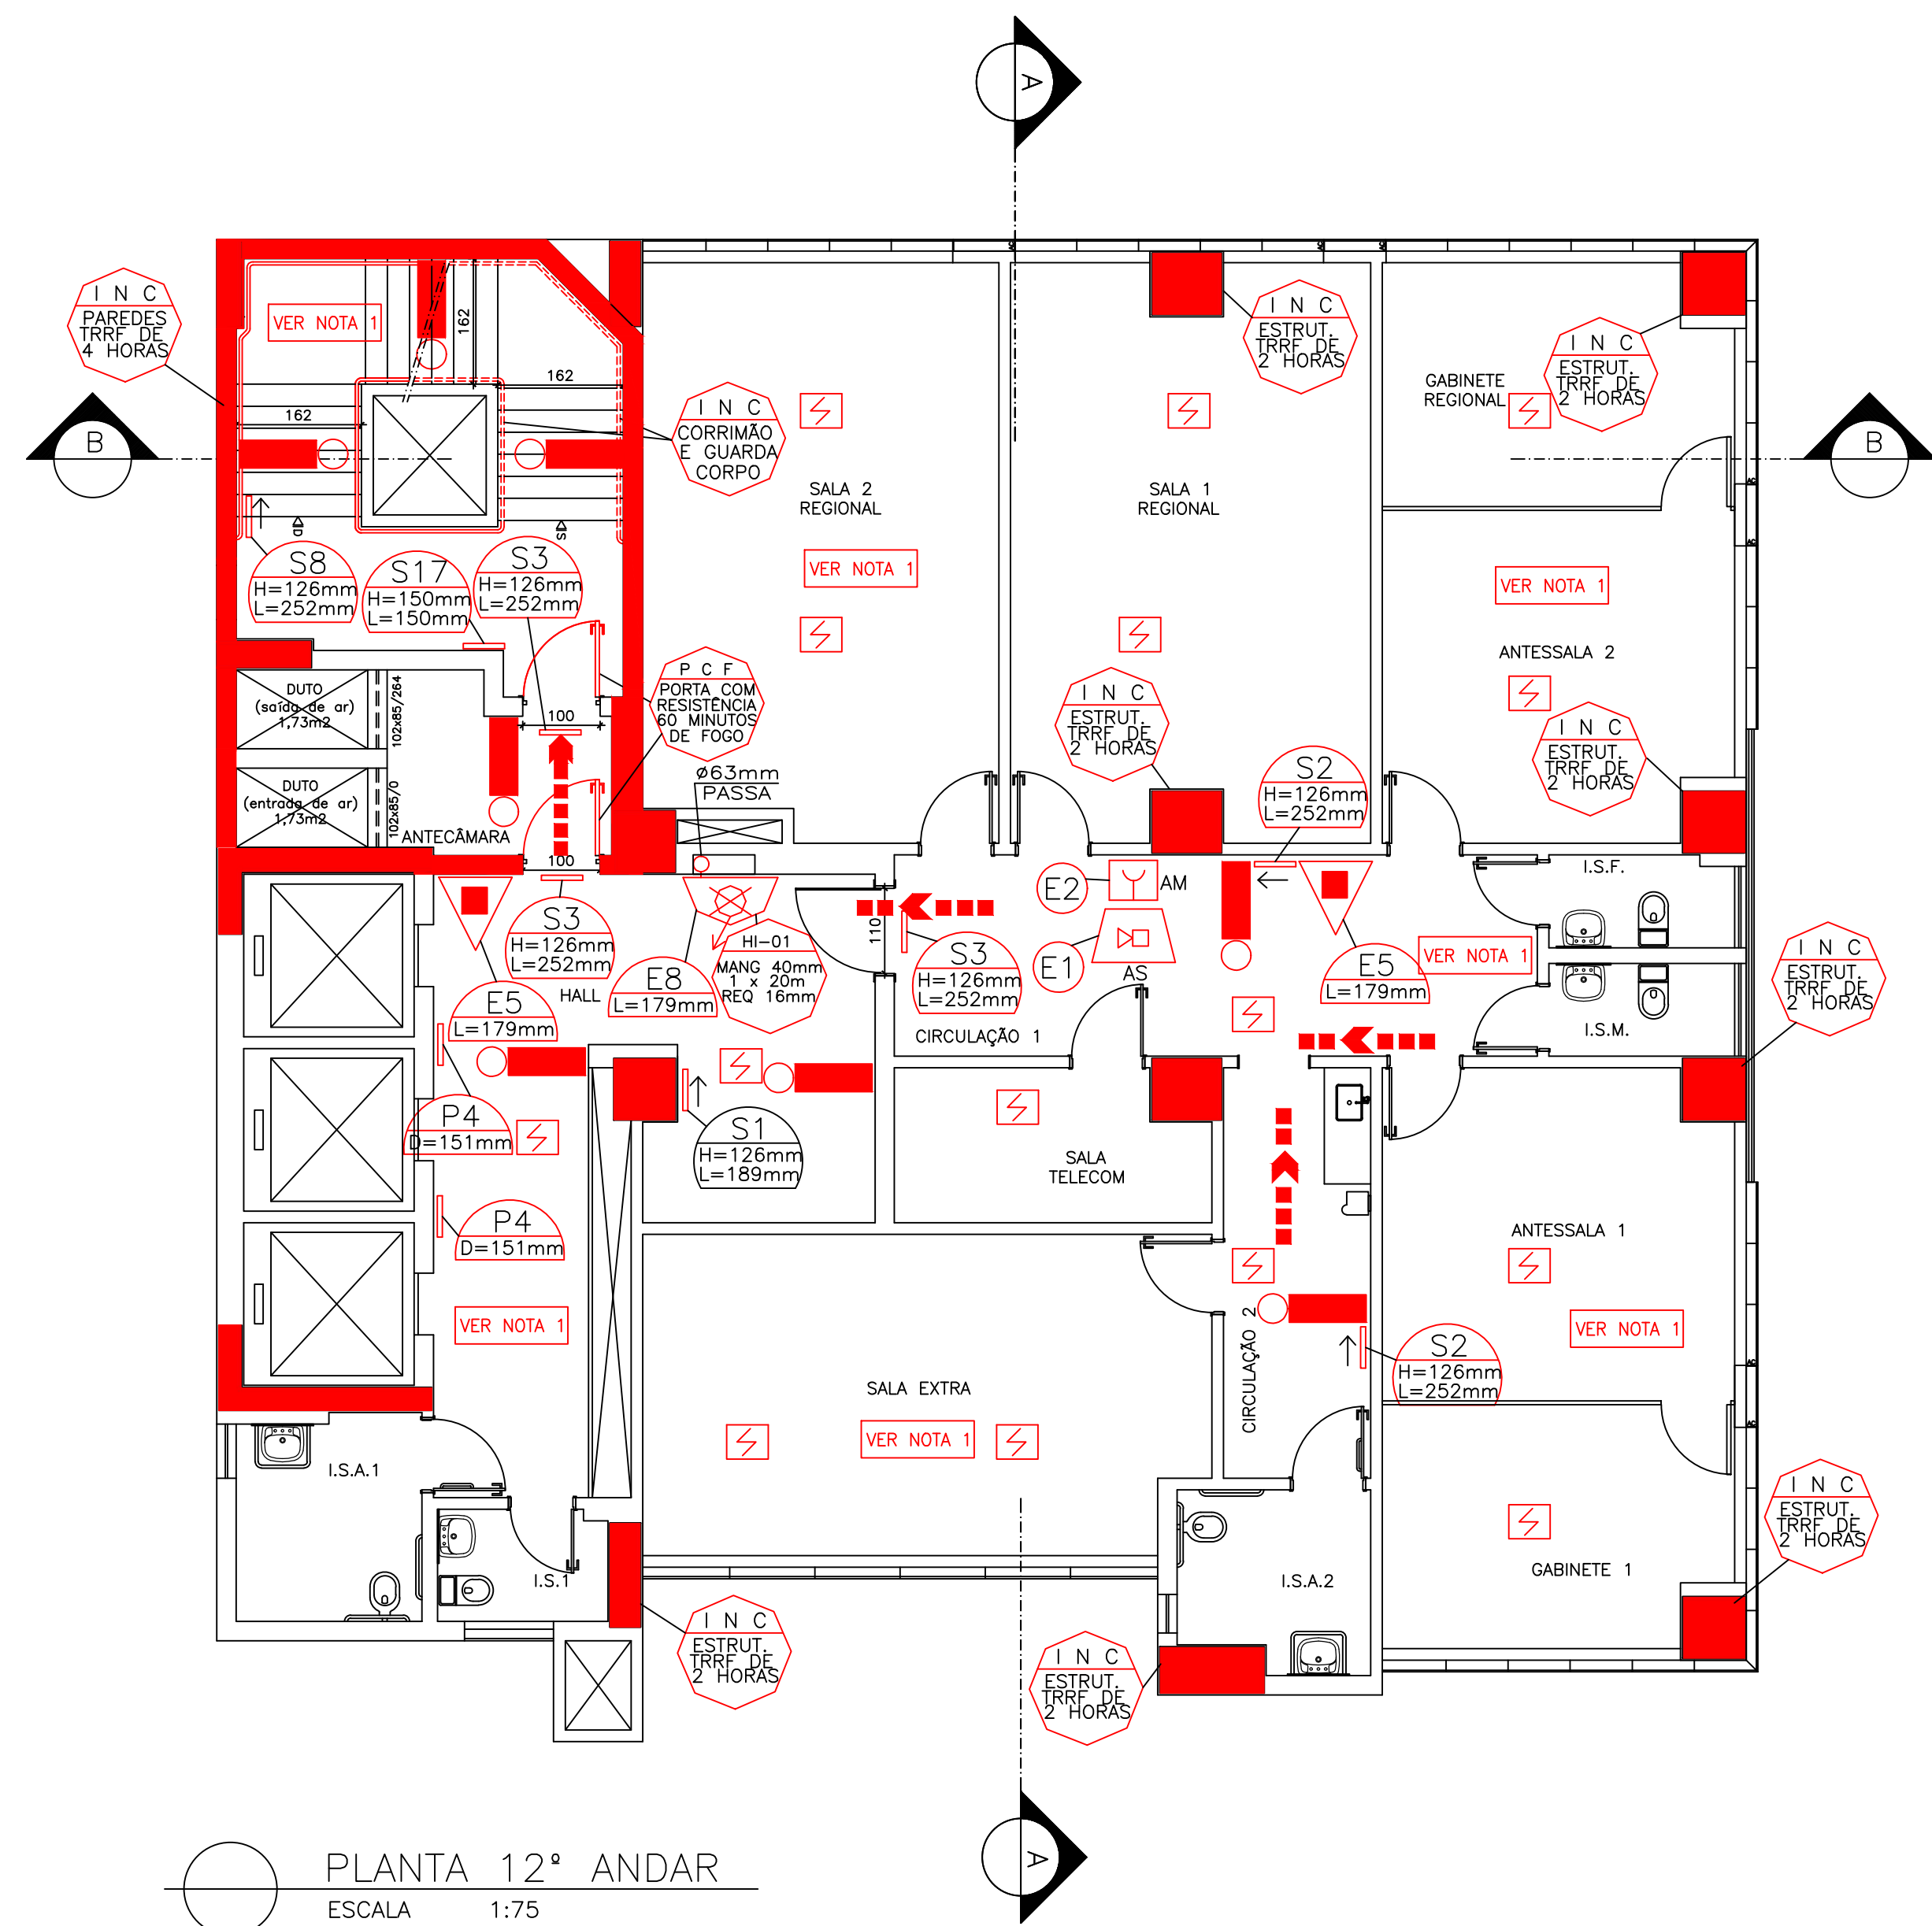 A
I N C
PAREDES
TRRF DE
4 HORAS
VER NOTA 1
162
162
162
B
I N C
CORRIMÃO
E GUARDA
CORPO
I N C
ESTRUT.
TRRF DE
2 HORAS
GABINETE
REGIONAL
I N C
ESTRUT.
TRRF DE
2 HORAS
B
SALA 2
REGIONAL
VER NOTA 1
SALA 1
REGIONAL
AC
AC
AC
AC
AC
VER NOTA 1
ANTESSALA 2
D
S
S8
H=126mm
L=252mm
S17
H=150mm
L=150mm
S3
H=126mm
L=252mm
P C F
PORTA COM
RESISTÊNCIA
60 MINUTOS
DE FOGO
DUTO
(saída de ar)
1,73m2
102x85/264
100
DUTO
(entrada de ar)
1,73m2
102x85/0
ANTECÂMARA
100
ø63mm
PASSA
I N C
ESTRUT.
TRRF DE
2 HORAS
S2
H=126mm
L=252mm
I N C
ESTRUT.
TRRF DE
2 HORAS
S3
H=126mm
L=252mm
HALL
E5
L=179mm
E8
L=179mm
HI-01
MANG 40mm
1 x 20m
REQ 16mm
110
S3
H=126mm
L=252mm
CIRCULAÇÃO 1
E2
AM
E1
AS
E5
L=179mm
VER NOTA 1
I.S.F.
I.S.M.
I N C
ESTRUT.
TRRF DE
2 HORAS
P4
D=151mm
P4
D=151mm
S1
H=126mm
L=189mm
SALA
TELECOM
ANTESSALA 1
VER NOTA 1
VER NOTA 1
SALA EXTRA
VER NOTA 1
CIRCULAÇÃO 2
S2
H=126mm
L=252mm
AC
I.S.A.1
I.S.1
I.S.A.2
GABINETE 1
I N C
ESTRUT.
TRRF DE
2 HORAS
I N C
ESTRUT.
TRRF DE
2 HORAS
I N C
ESTRUT.
TRRF DE
2 HORAS
A
PLANTA 12º ANDAR
ESCALA 1:75